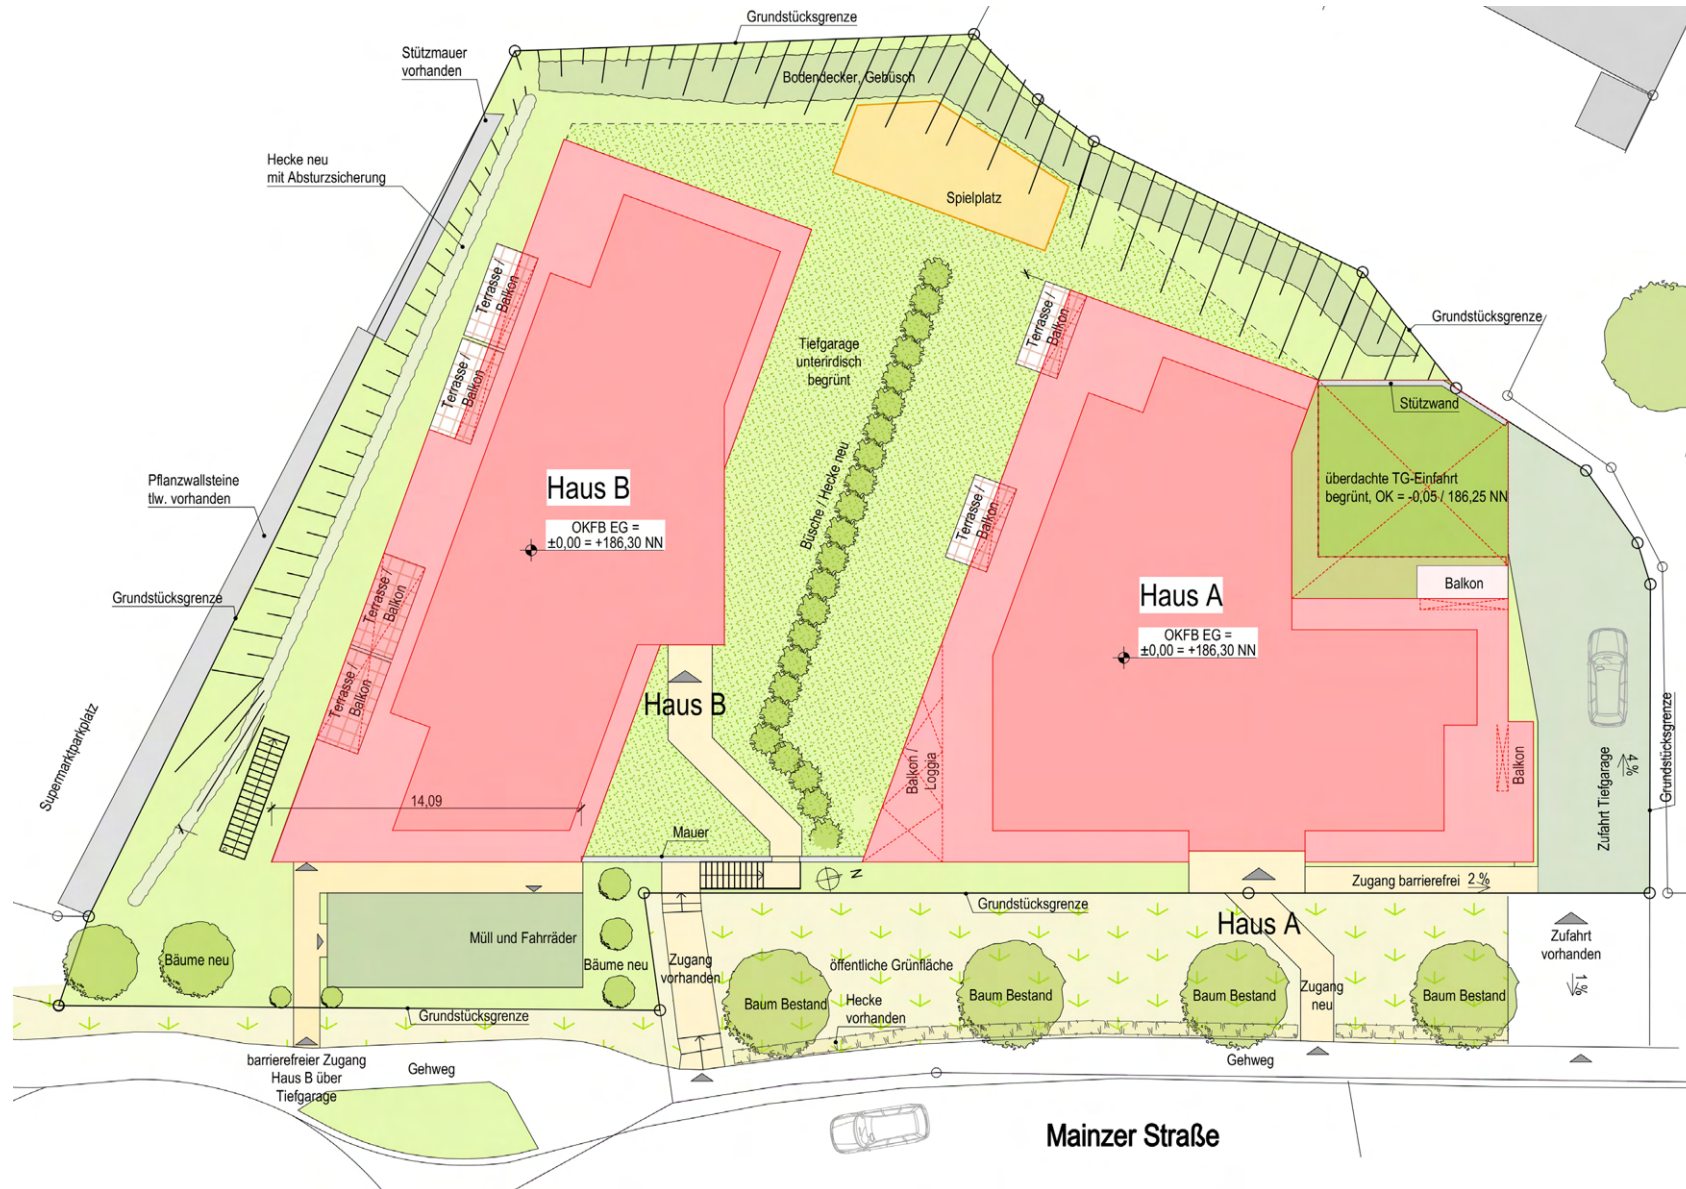 Grundstücksgrenze
Stützmauer
vorhanden
Bodendecker, Gebüsch
Hecke neu
mit Absturzsicherung
Spielplatz
Terrasse /
Balkon
Terrasse /
Balkon
Terrasse /
Balkon
Grundstücksgrenze
Tiefgarage
unterirdisch
begrünt
Stützwand
Büsche / Hecke neu
Pflanzwallsteine
tlw. vorhanden
Haus B
OKFB EG =
±0,00 = +186,30 NN
Terrasse /
Balkon
überdachte TG-Einfahrt
begrünt, OK = -0,05 / 186,25 NN
Balkon
Grundstücksgrenze
Terrasse /
Balkon
Haus A
OKFB EG =
±0,00 = +186,30 NN
Terrasse /
Balkon
Haus B
Supermarktparkplatz
Balkon /
Loggia
Balkon
Zufahrt Tiefgarage
4 %
Grundstücksgrenze
14,09
Mauer
N
Zugang barrierefrei 2 %
Grundstücksgrenze
Haus A
Müll und Fahrräder
Bäume neu
Bäume neu
Zugang
vorhanden
öffentliche Grünfläche
Zufahrt
vorhanden
1 %
Baum Bestand
Baum Bestand
Baum Bestand
Baum Bestand
Hecke
vorhanden
Zugang
neu
Grundstücksgrenze
barrierefreier Zugang
Haus B über
Tiefgarage
Gehweg
Gehweg
Mainzer Straße